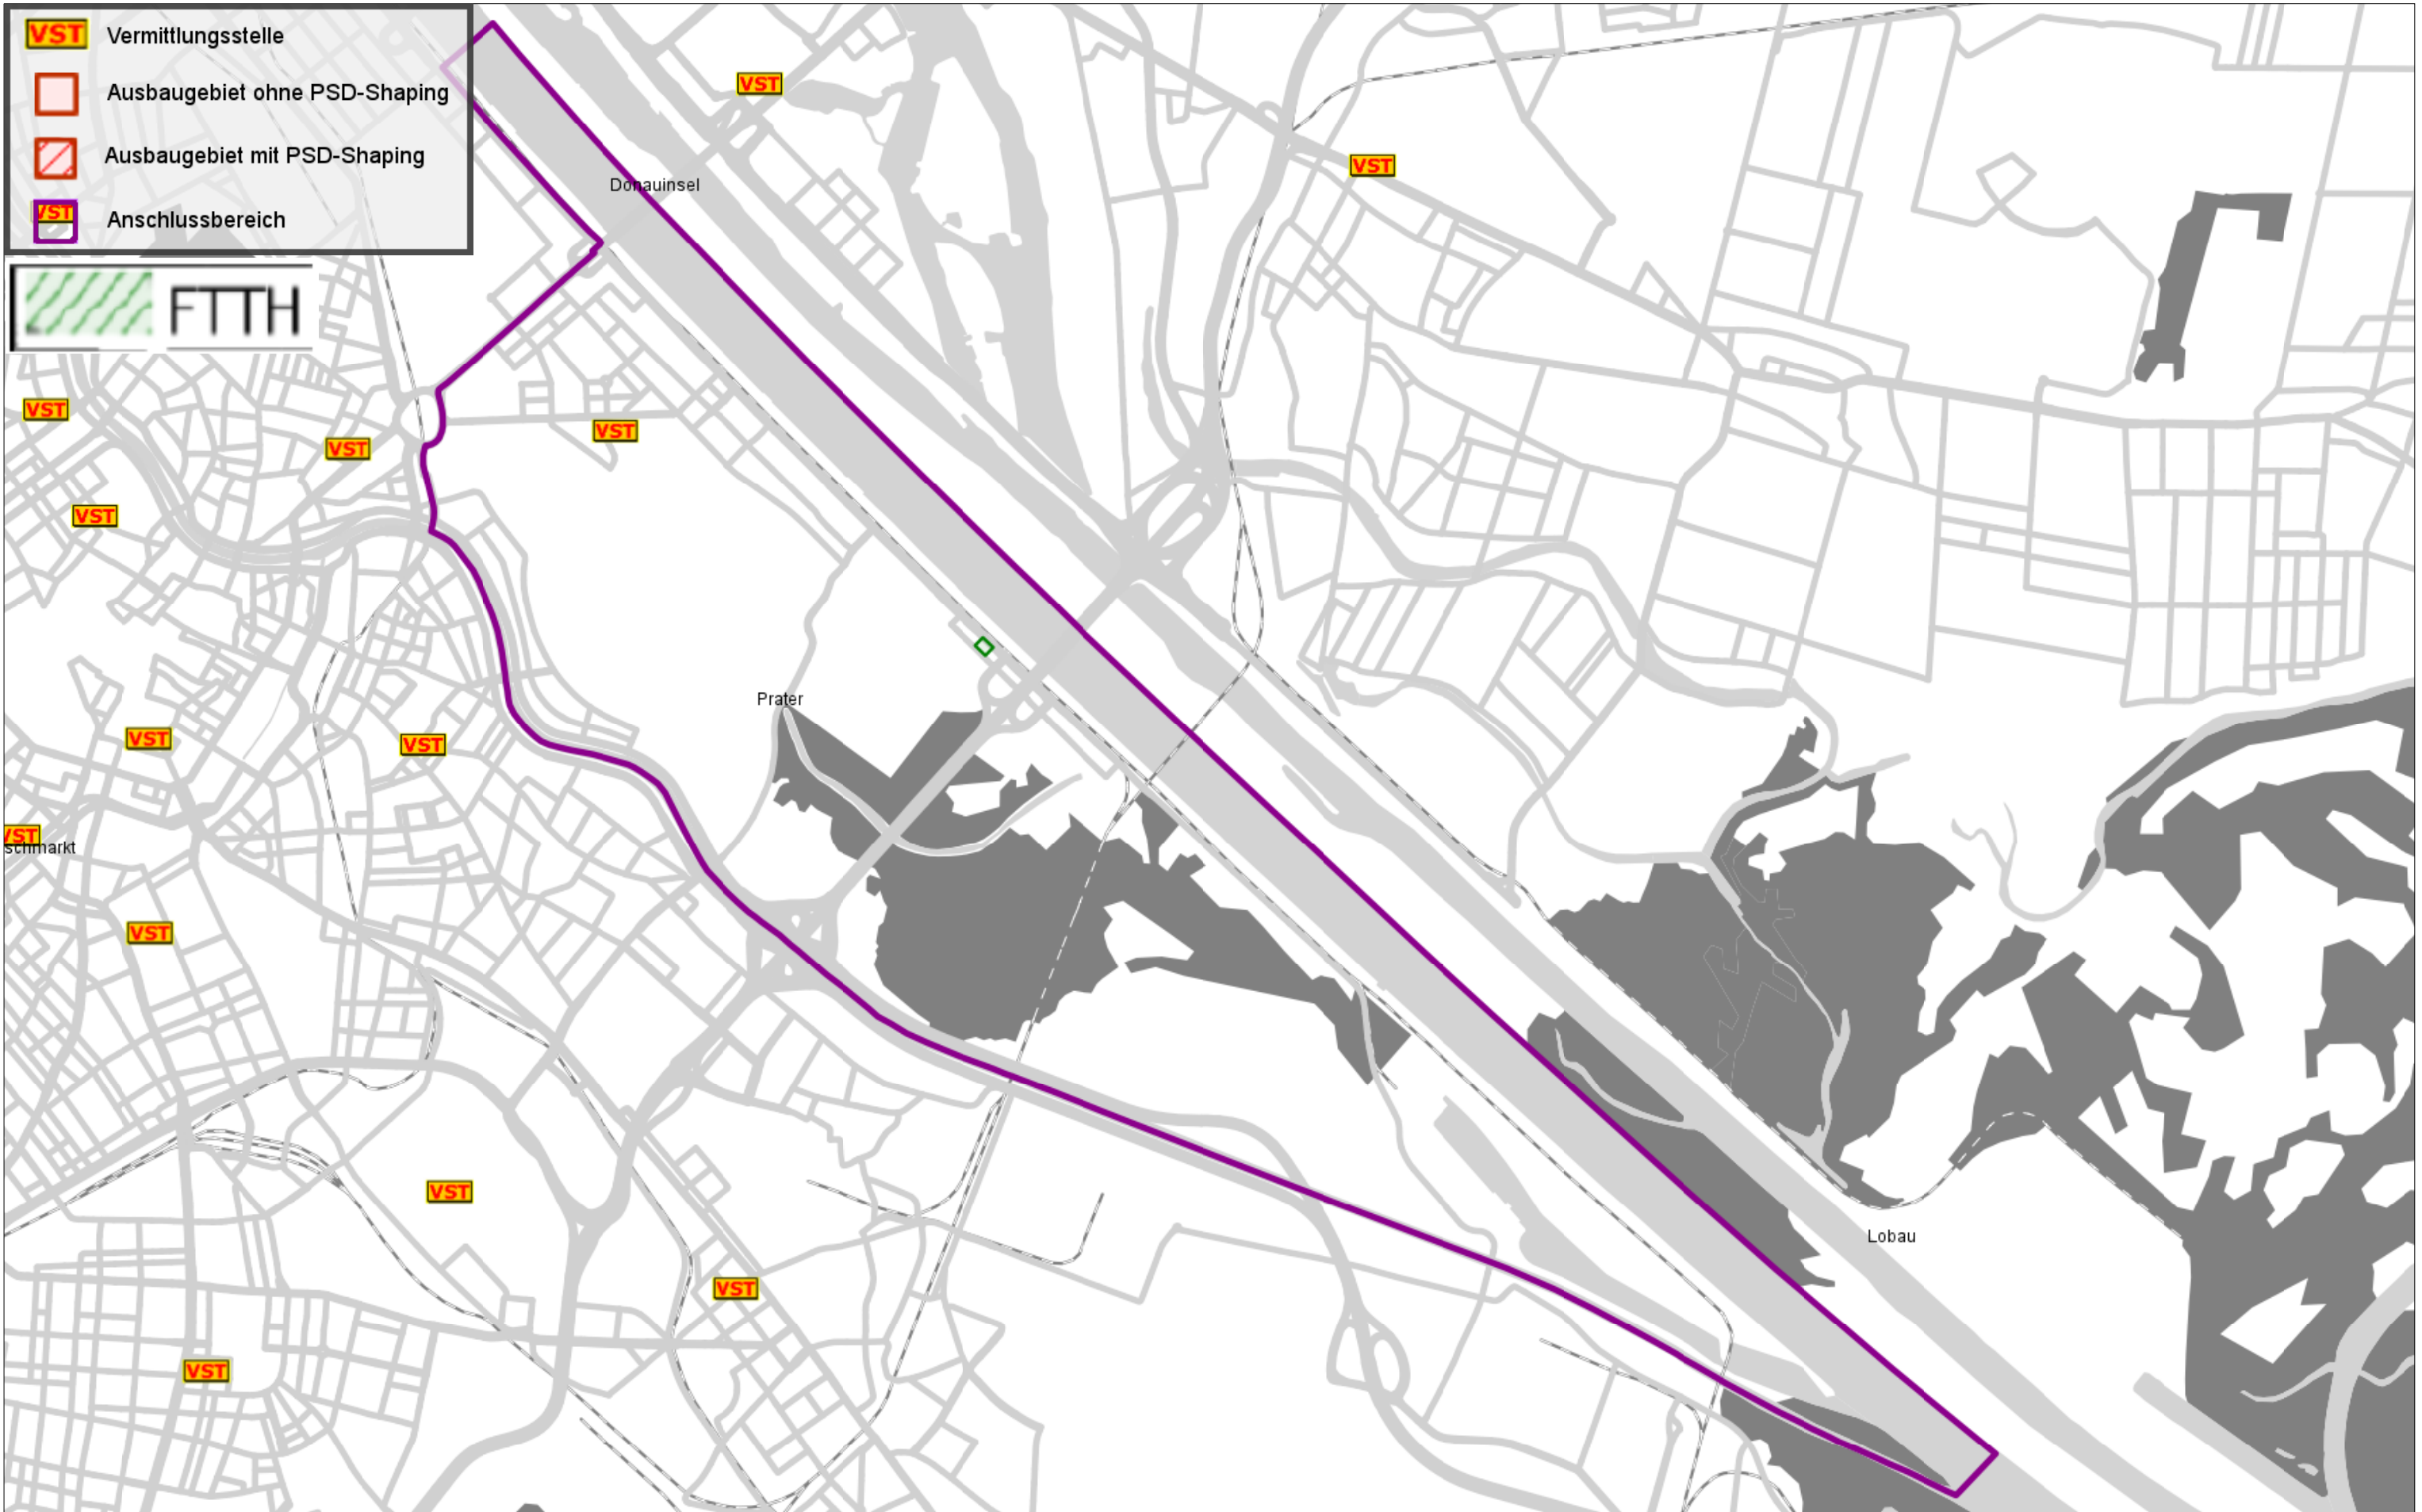 VST Vermittlungsstelle
Ausbaugebiet ohne PSD-Shaping
Ausbaugebiet mit PSD-Shaping
VST Anschlussbereich
FTTH
VST
VST
Donauinsel
VST
VST
VST
VST
Prater
VST
VST
VST
schmarkt
VST
VST
Lobau
VST
VST